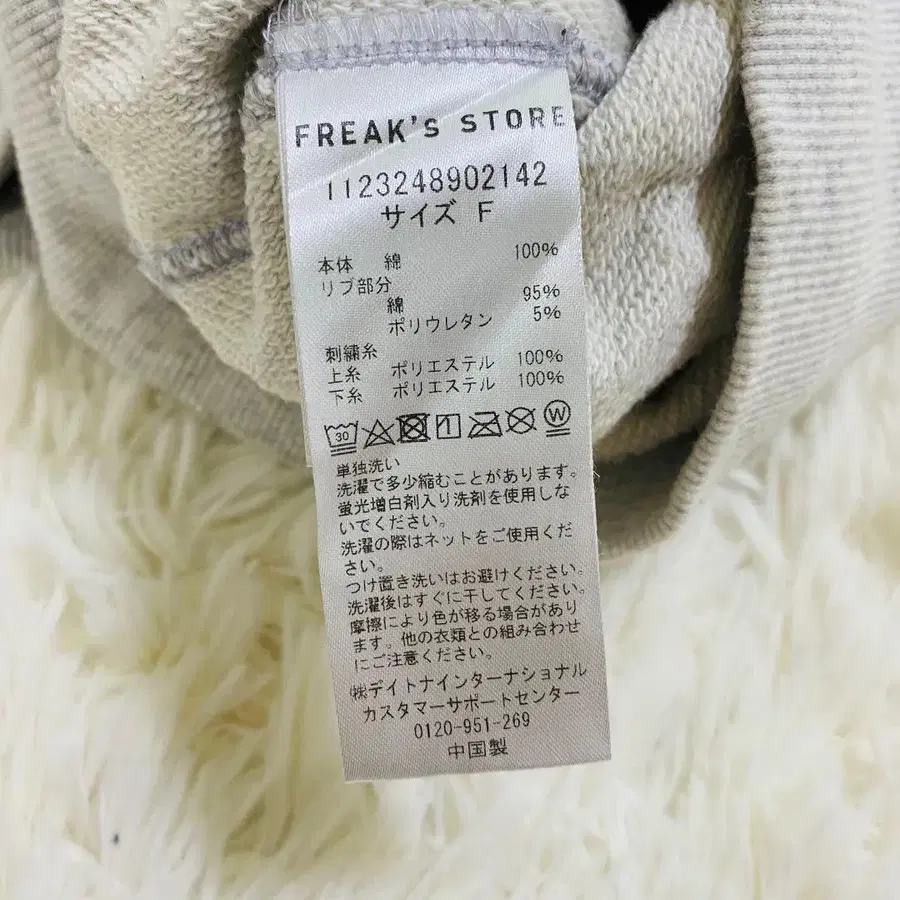 FREAK'S STORE
1123248902142
サイズ F
本体 綿 100%
リブ部分
綿 95%
ポリウレタン 5%
刺繍糸
上糸 ポリエステル 100%
下糸 ポリエステル 100%
30 1 W
単独洗い
洗濯で多少縮むことがあります。
蛍光増白剤入り洗剤を使用しな
いでください。
洗濯の際はネットをご使用くだ
さい。
つけ置き洗いはお避けください。
洗濯後はすぐに干してください。
摩擦により色が移る場合があり
ます。他の衣類との組み合わせ
にご注意ください。
㈱デイトナインターナショナル
カスタマーサポートセンター
0120-951-269
中国製